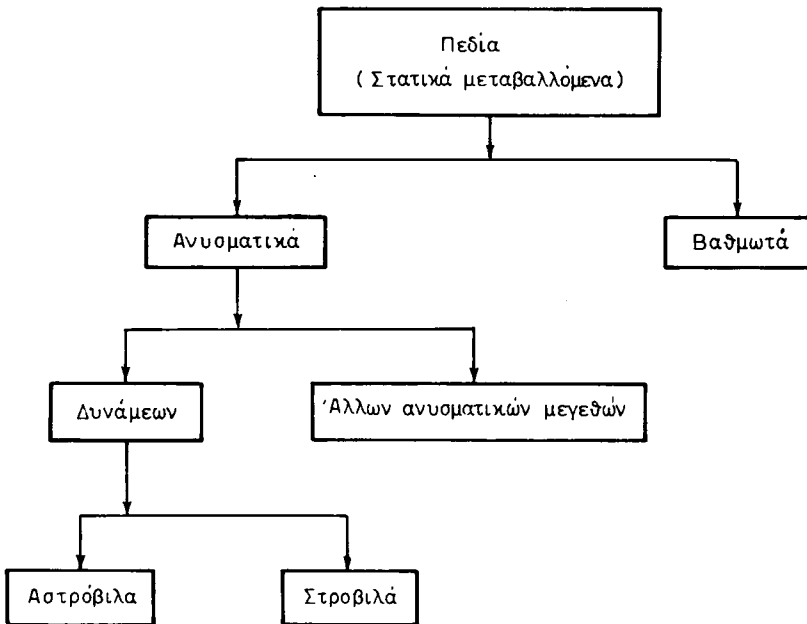 Πεδία
(Στατικά μεταβαλλόμενα)
Ανυσματικά
Βαθμωτά
Δυνάμεων
Άλλων ανυσματικών μεγεθών
Αστρόβιλα
Στροβιλά